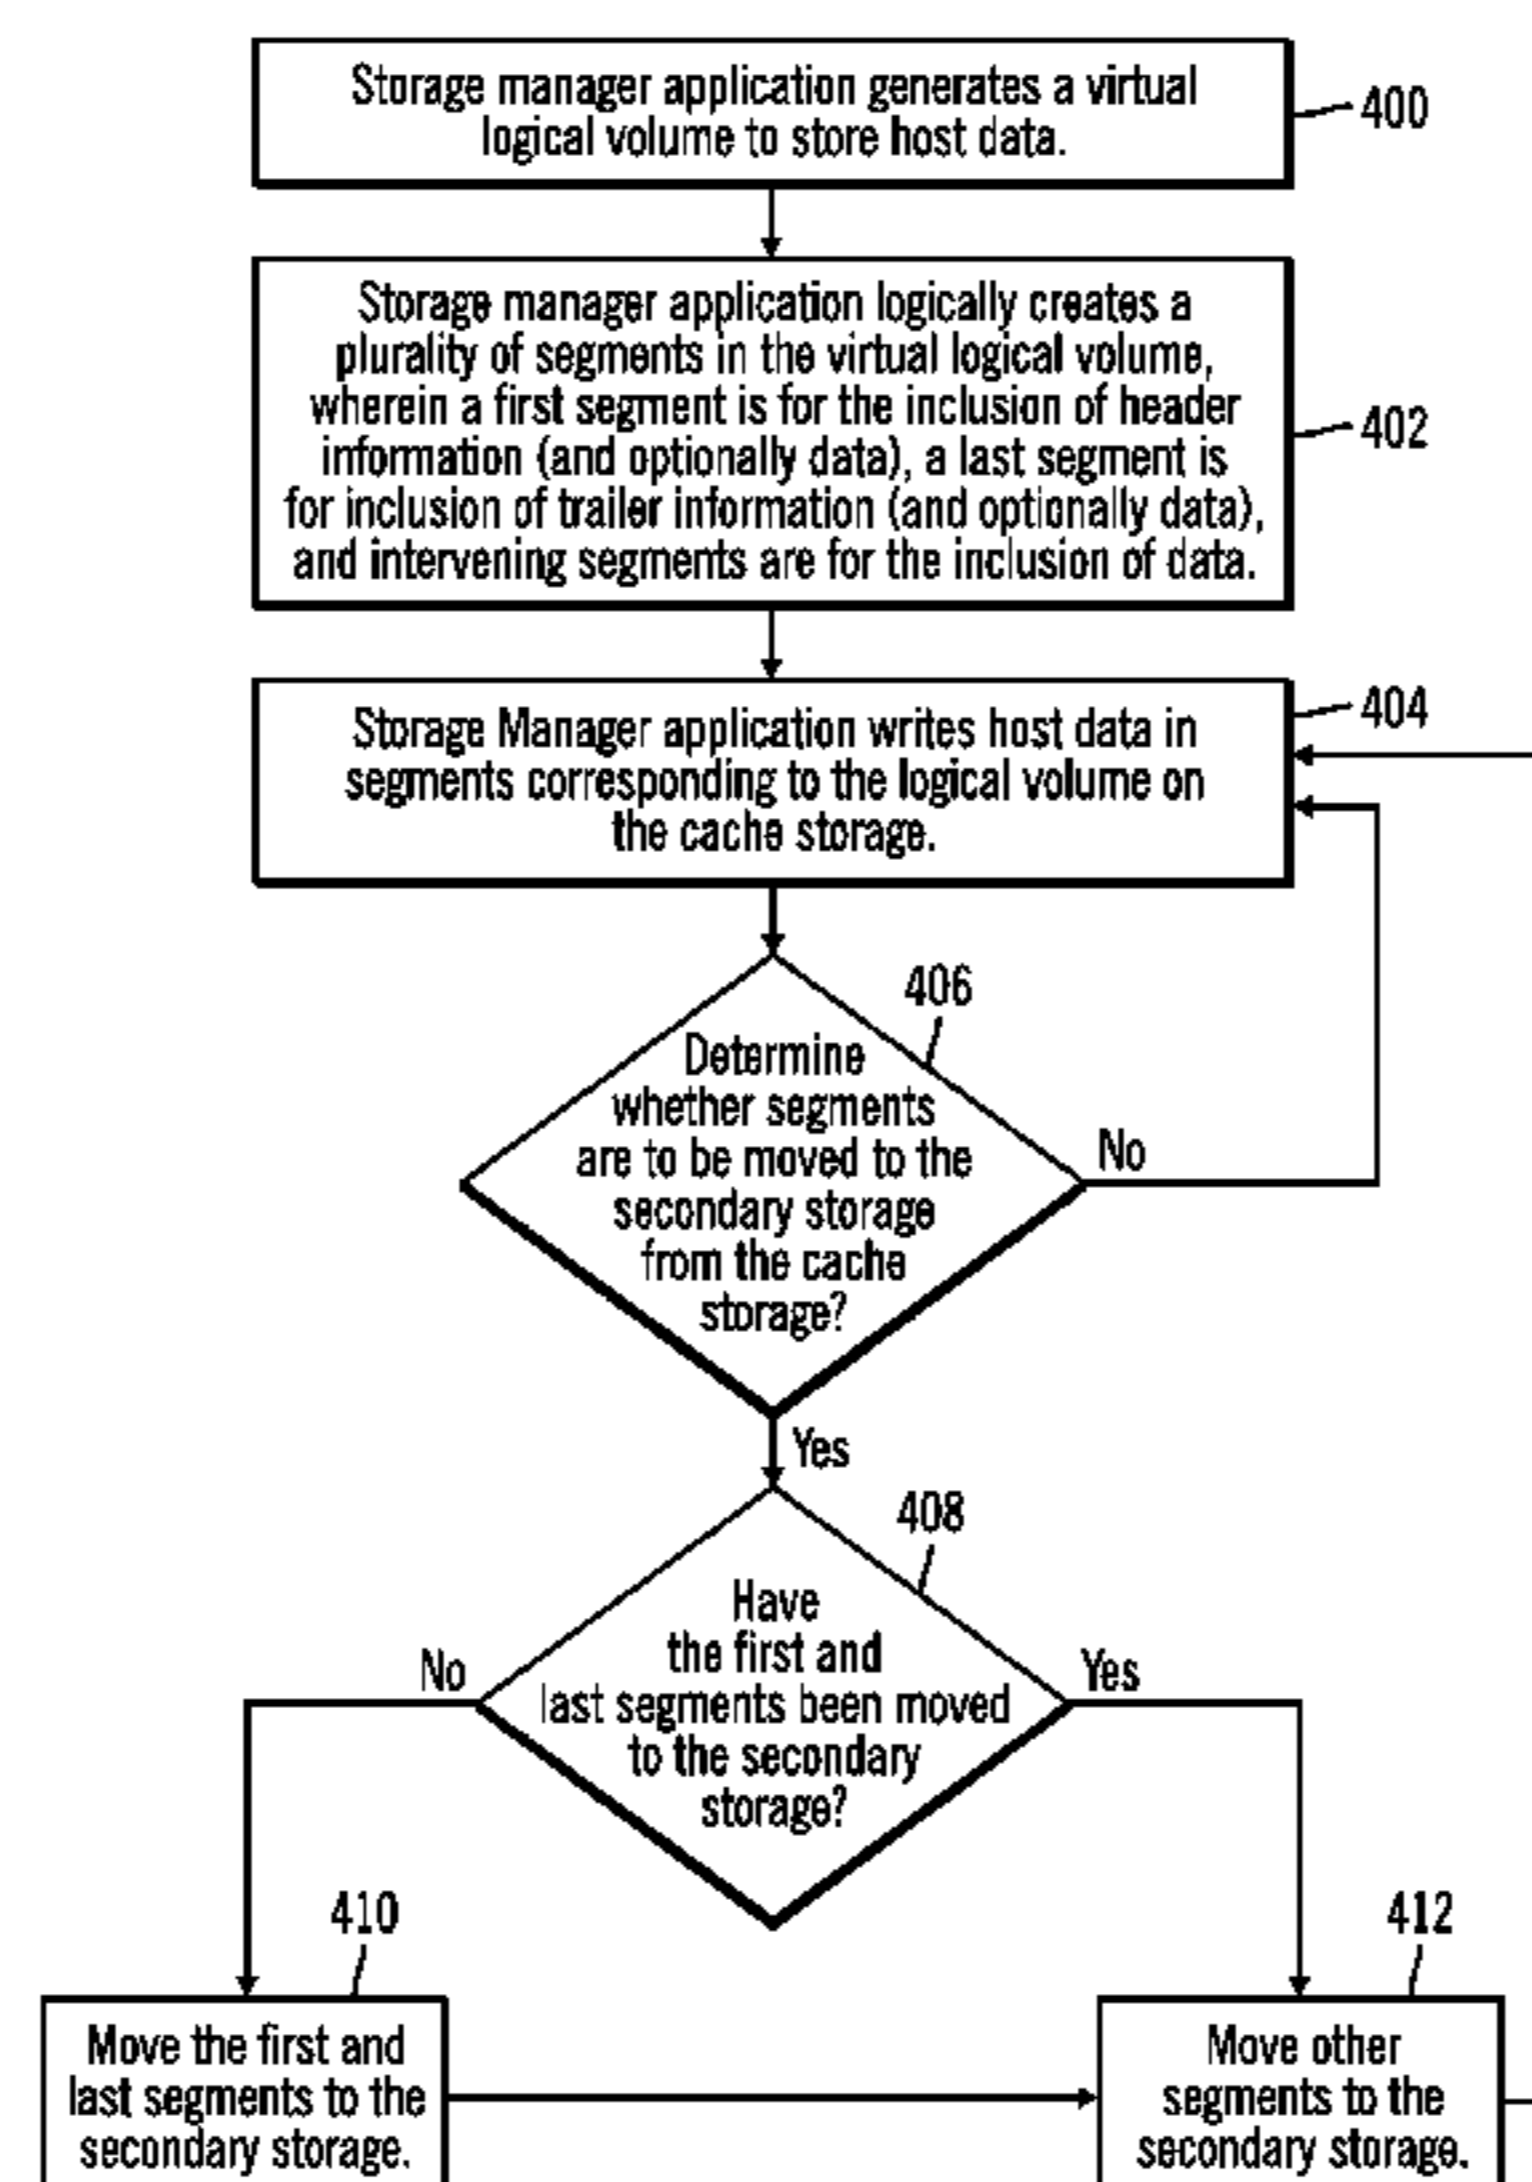 Storage manager application generates a virtual
logical volume to store host data.
400
Storage manager application logically creates a
plurality of segments in the virtual logical volume,
wherein a first segment is for the inclusion of header
information (and optionally data), a last segment is
for inclusion of trailer information (and optionally data),
and intervening segments are for the inclusion of data.
402
Storage Manager application writes host data in
segments corresponding to the logical volume on
the cache storage.
404
406
Determine
whether segments
are to be moved to the
secondary storage
from the cache
storage?
No
Yes
408
Have
the first and
last segments been moved
to the secondary
storage?
No
Yes
410
Move the first and
last segments to the
secondary storage.
412
Move other
segments to the
secondary storage.